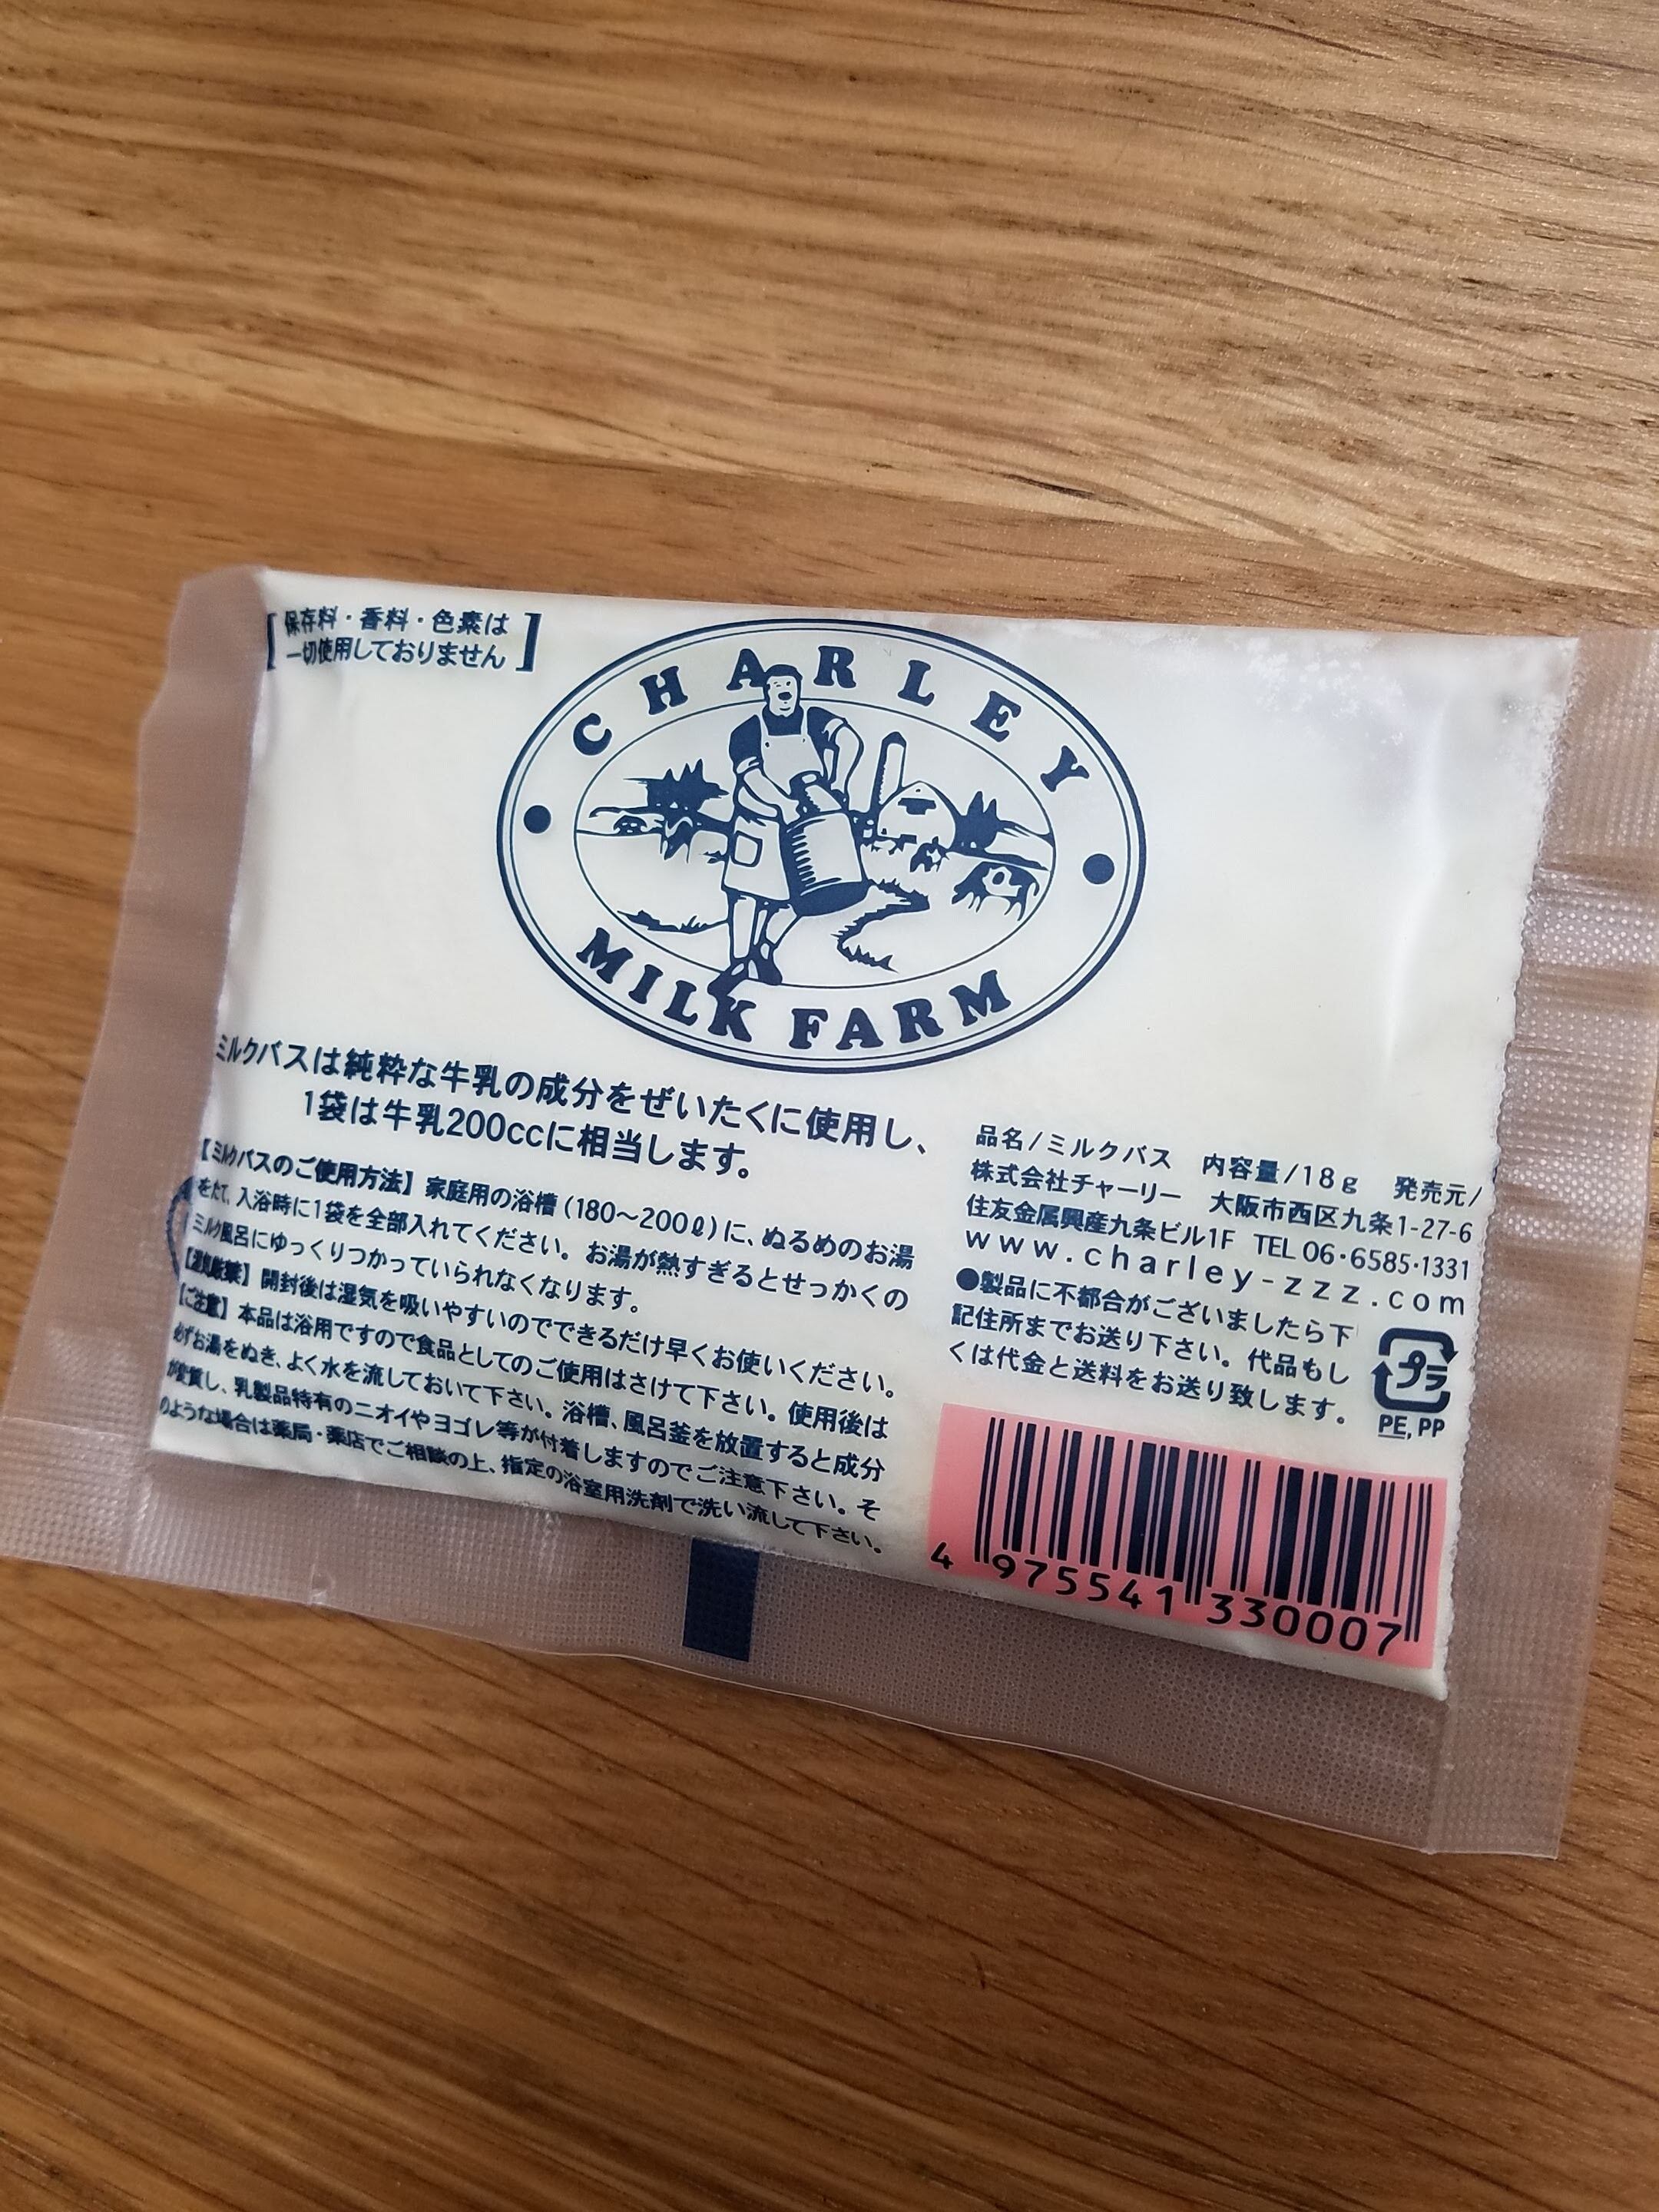 保存料・香料・色素は
一切使用しておりません
CHARLEY
MILK FARM
ミルクバスは純粋な牛乳の成分をぜいたくに使用し、
1袋は牛乳200ccに相当します。
【ミルクバスのご使用方法】家庭用の浴槽(180〜200ℓ)に、ぬるめのお湯
をたて、入浴時に1袋を全部入れてください。お湯が熱すぎるとせっかくの
ミルク風呂にゆっくりつかっていられなくなります。
【湿気厳禁】開封後は湿気を吸いやすいのでできるだけ早くお使いください。
【ご注意】本品は浴用ですので食品としてのご使用はさけて下さい。使用後は
必ずお湯をぬき、よく水を流しておいて下さい。浴槽、風呂釜を放置すると成分
が変質し、乳製品特有のニオイやヨゴレ等が付着しますのでご注意下さい。そ
のような場合は薬局・薬店でご相談の上、指定の浴室用洗剤で洗い流して下さい。
品名/ミルクバス 内容量/18g 発売元/
株式会社チャーリー 大阪市西区九条1-27-6
住友金属興産九条ビル1F TEL 06・6585・1331
www.charley-zzz.com
●製品に不都合がございましたら下
記住所までお送り下さい。代品もし
くは代金と送料をお送り致します。
プラ
PE, PP
4 975541 330007